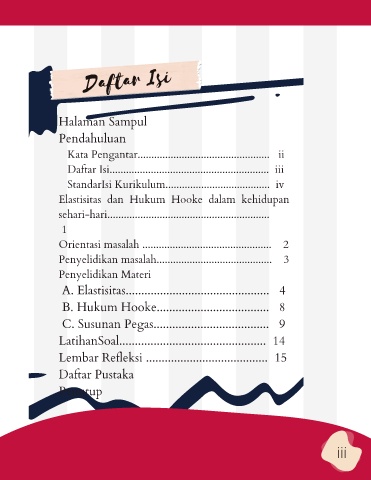 Daftar Isi
Halaman Sampul
Pendahuluan
Kata Pengantar................................................ ii
Daftar Isi.......................................................... iii
StandarIsi Kurikulum...................................... iv
Elastisitas dan Hukum Hooke dalam kehidupan
sehari-hari...........................................................
1
Orientasi masalah ............................................... 2
Penyelidikan masalah.......................................... 3
Penyelidikan Materi
A. Elastisitas.............................................. 4
B. Hukum Hooke.................................... 8
C. Susunan Pegas..................................... 9
LatihanSoal................................................ 14
Lembar Refleksi ....................................... 15
Daftar Pustaka
iii